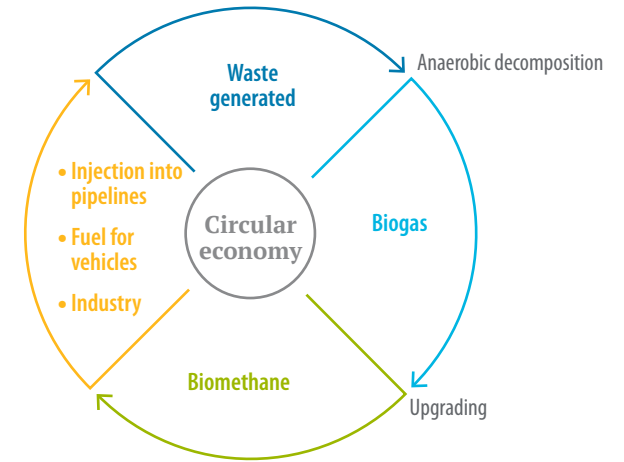 Waste
generated
Anaerobic decomposition
• Injection into
pipelines
• Fuel for
vehicles
• Industry
Circular
economy
Biogas
Biomethane
Upgrading